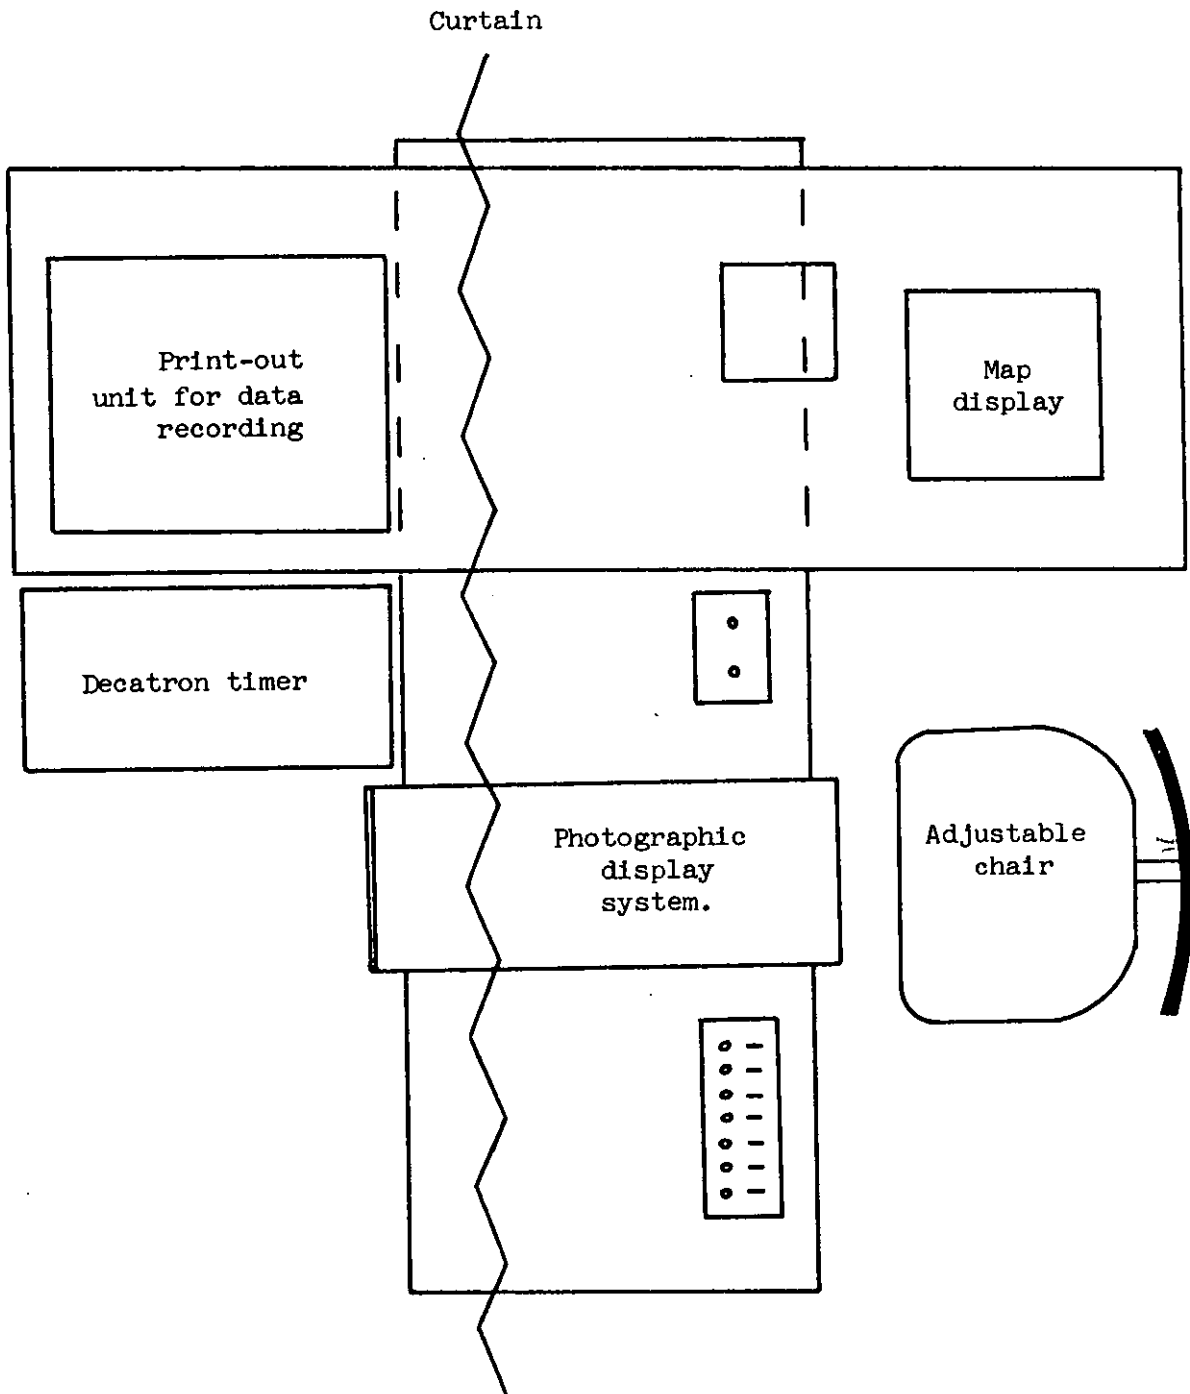 Curtain
Print-out
unit for data
recording
Map
display
Decatron timer
Photographic
display
system.
Adjustable
chair